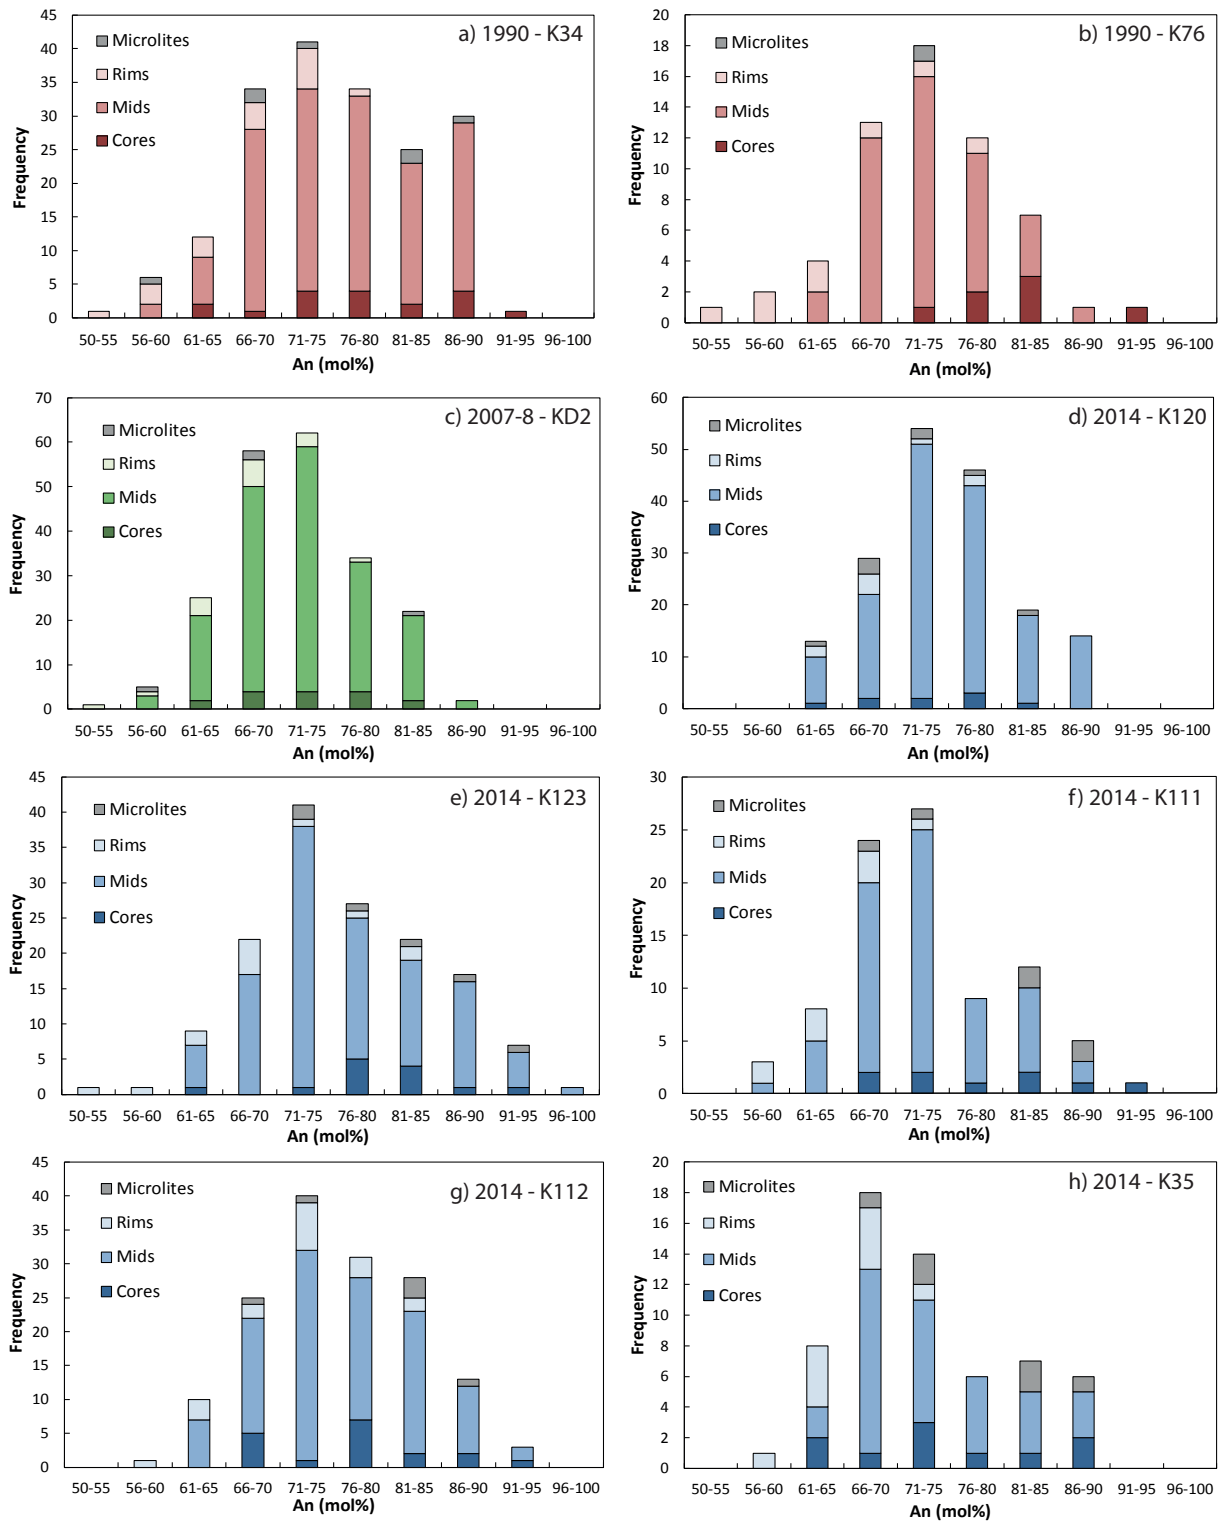 a) 1990 - K34
Microlites
Rims
Mids
Cores
Frequency
45
40
35
30
25
20
15
10
5
0
50-55 56-60 61-65 66-70 71-75 76-80 81-85 86-90 91-95 96-100
An (mol%)
b) 1990 - K76
Microlites
Rims
Mids
Cores
Frequency
20
18
16
14
12
10
8
6
4
2
0
50-55 56-60 61-65 66-70 71-75 76-80 81-85 86-90 91-95 96-100
An (mol%)
c) 2007-8 - KD2
Microlites
Rims
Mids
Cores
Frequency
70
60
50
40
30
20
10
0
50-55 56-60 61-65 66-70 71-75 76-80 81-85 86-90 91-95 96-100
An (mol%)
d) 2014 - K120
Microlites
Rims
Mids
Cores
Frequency
60
50
40
30
20
10
0
50-55 56-60 61-65 66-70 71-75 76-80 81-85 86-90 91-95 96-100
An (mol%)
e) 2014 - K123
Microlites
Rims
Mids
Cores
Frequency
45
40
35
30
25
20
15
10
5
0
50-55 56-60 61-65 66-70 71-75 76-80 81-85 86-90 91-95 96-100
An (mol%)
f) 2014 - K111
Microlites
Rims
Mids
Cores
Frequency
30
25
20
15
10
5
0
50-55 56-60 61-65 66-70 71-75 76-80 81-85 86-90 91-95 96-100
An (mol%)
g) 2014 - K112
Microlites
Rims
Mids
Cores
Frequency
45
40
35
30
25
20
15
10
5
0
50-55 56-60 61-65 66-70 71-75 76-80 81-85 86-90 91-95 96-100
An (mol%)
h) 2014 - K35
Microlites
Rims
Mids
Cores
Frequency
20
18
16
14
12
10
8
6
4
2
0
50-55 56-60 61-65 66-70 71-75 76-80 81-85 86-90 91-95 96-100
An (mol%)